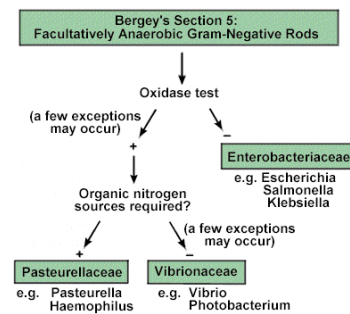 Bergey's Section 5:
Facultatively Anaerobic Gram-Negative Rods
Oxidase test
(a few exceptions
may occur)
+
−
Enterobacteriaceae
e.g. Escherichia
Salmonella
Klebsiella
Organic nitrogen
sources required?
(a few exceptions
may occur)
+
−
Pasteurellaceae
e.g. Pasteurella
Haemophilus
Vibrionaceae
e.g. Vibrio
Photobacterium